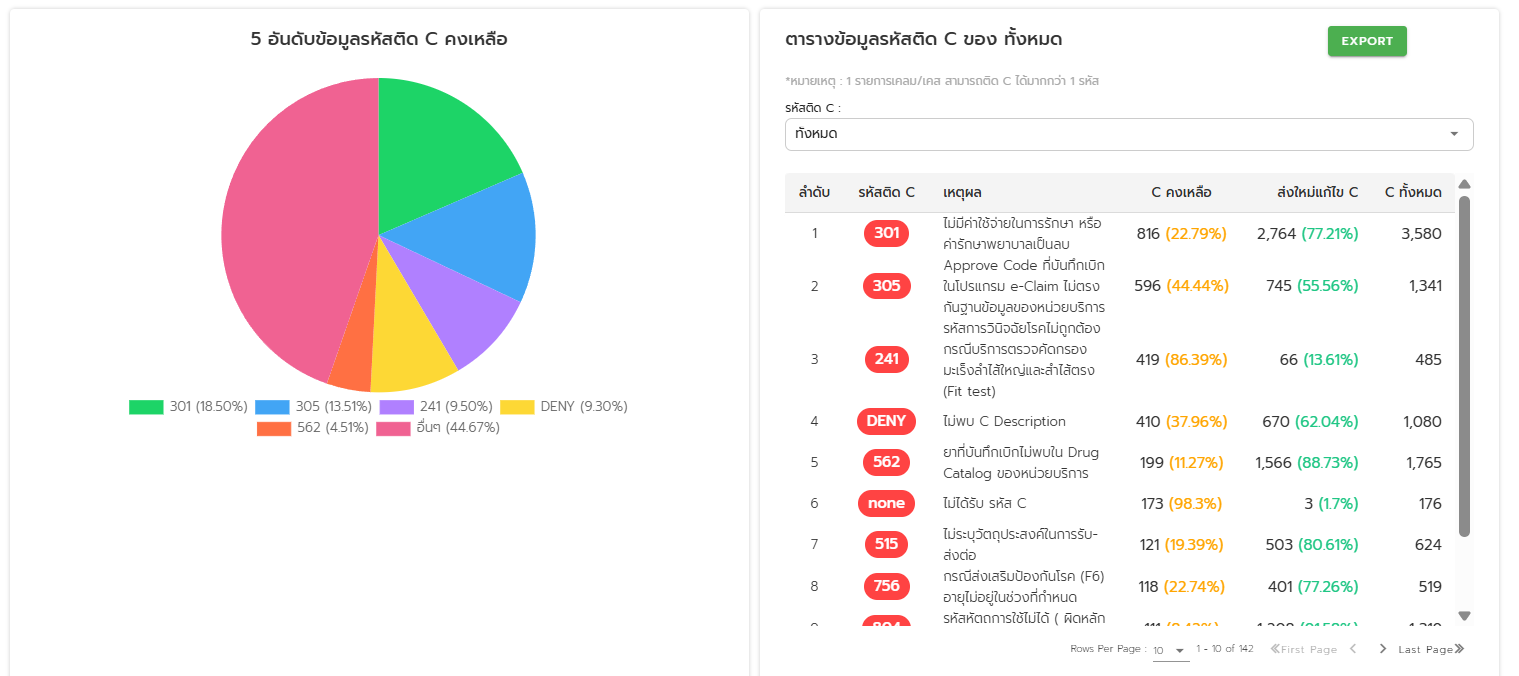 5 อันดับข้อมูลรหัสติด C คงเหลือ
301 (18.50%) 305 (13.51%) 241 (9.50%) DENY (9.30%)
562 (4.51%) อื่นๆ (44.67%)
ตารางข้อมูลรหัสติด C ของ ทั้งหมด
EXPORT
*หมายเหตุ : 1 รายการเคลม/เคส สามารถติด C ได้มากกว่า 1 รหัส
รหัสติด C :
ทั้งหมด
ลำดับ รหัสติด C เหตุผล C คงเหลือ ส่งใหม่แก้ไข C C ทั้งหมด
ไม่มีค่าใช้จ่ายในการรักษา หรือ
1 301 816 (22.79%) 2,764 (77.21%) 3,580
ค่ารักษาพยาบาลเป็นลบ
Approve Code ที่บันทึกเบิก
2 305 ในโปรแกรม e-Claim ไม่ตรง 596 (44.44%) 745 (55.56%) 1,341
กับฐานข้อมูลของหน่วยบริการ
รหัสการวินิจฉัยโรคไม่ถูกต้อง
กรณีบริการตรวจคัดกรอง
3 241 419 (86.39%) 66 (13.61%) 485
มะเร็งลำไส้ใหญ่และลำไส้ตรง
(Fit test)
4 DENY ไม่พบ C Description 410 (37.96%) 670 (62.04%) 1,080
ยาที่บันทึกเบิกไม่พบใน Drug
5 562 199 (11.27%) 1,566 (88.73%) 1,765
Catalog ของหน่วยบริการ
6 none ไม่ได้รับ รหัส C 173 (98.3%) 3 (1.7%) 176
ไม่ระบุวัตถุประสงค์ในการรับ-
7 515 121 (19.39%) 503 (80.61%) 624
ส่งต่อ
กรณีส่งเสริมป้องกันโรค (F6)
8 756 118 (22.74%) 401 (77.26%) 519
อายุไม่อยู่ในช่วงที่กำหนด
รหัสหัตถการใช้ไม่ได้ ( ผิดหลัก
Rows Per Page : 10 1 - 10 of 142 First Page Last Page